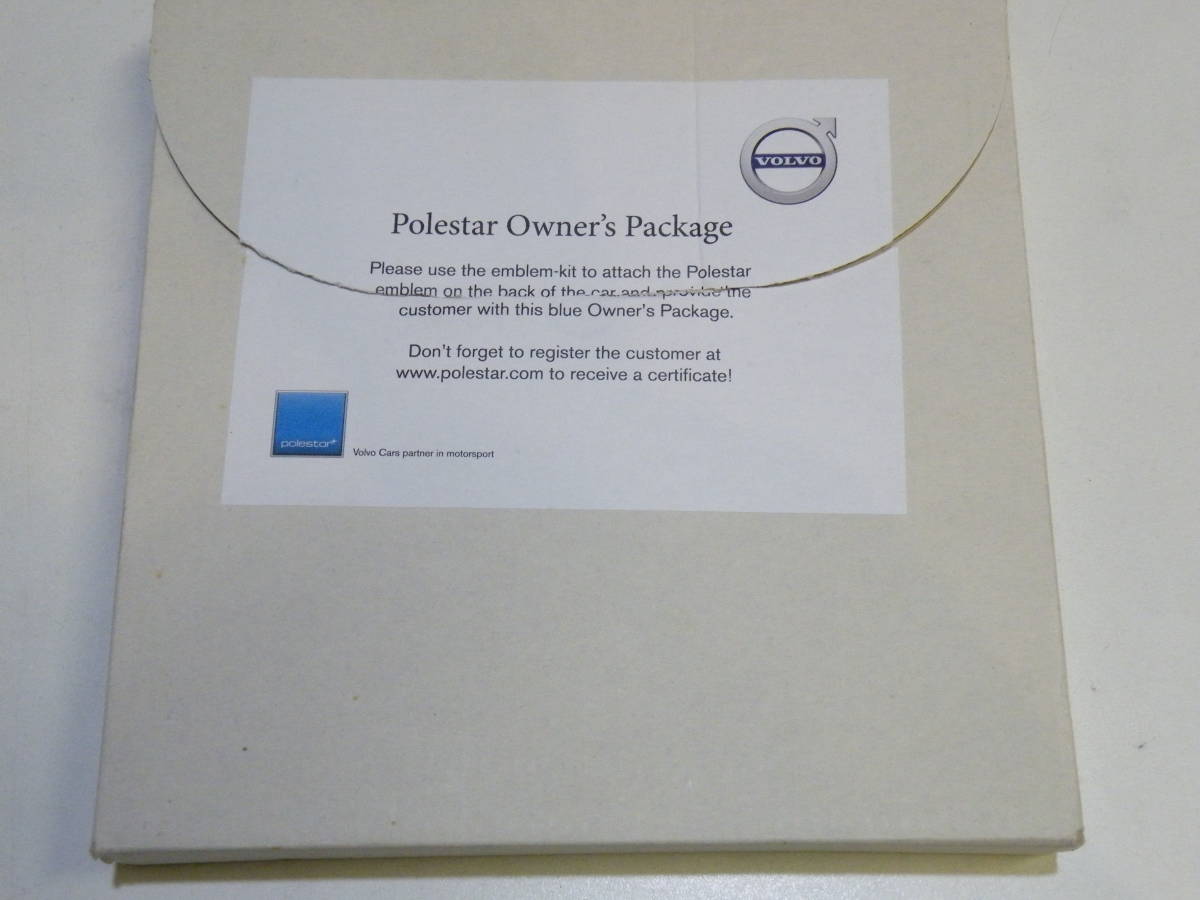 VOLVO
Polestar Owner's Package
Please use the emblem-kit to attach the Polestar
emblem on the back of the car and provide the
customer with this blue Owner's Package.
Don't forget to register the customer at
www.polestar.com to receive a certificate!
polestar
Volvo Cars partner in motorsport